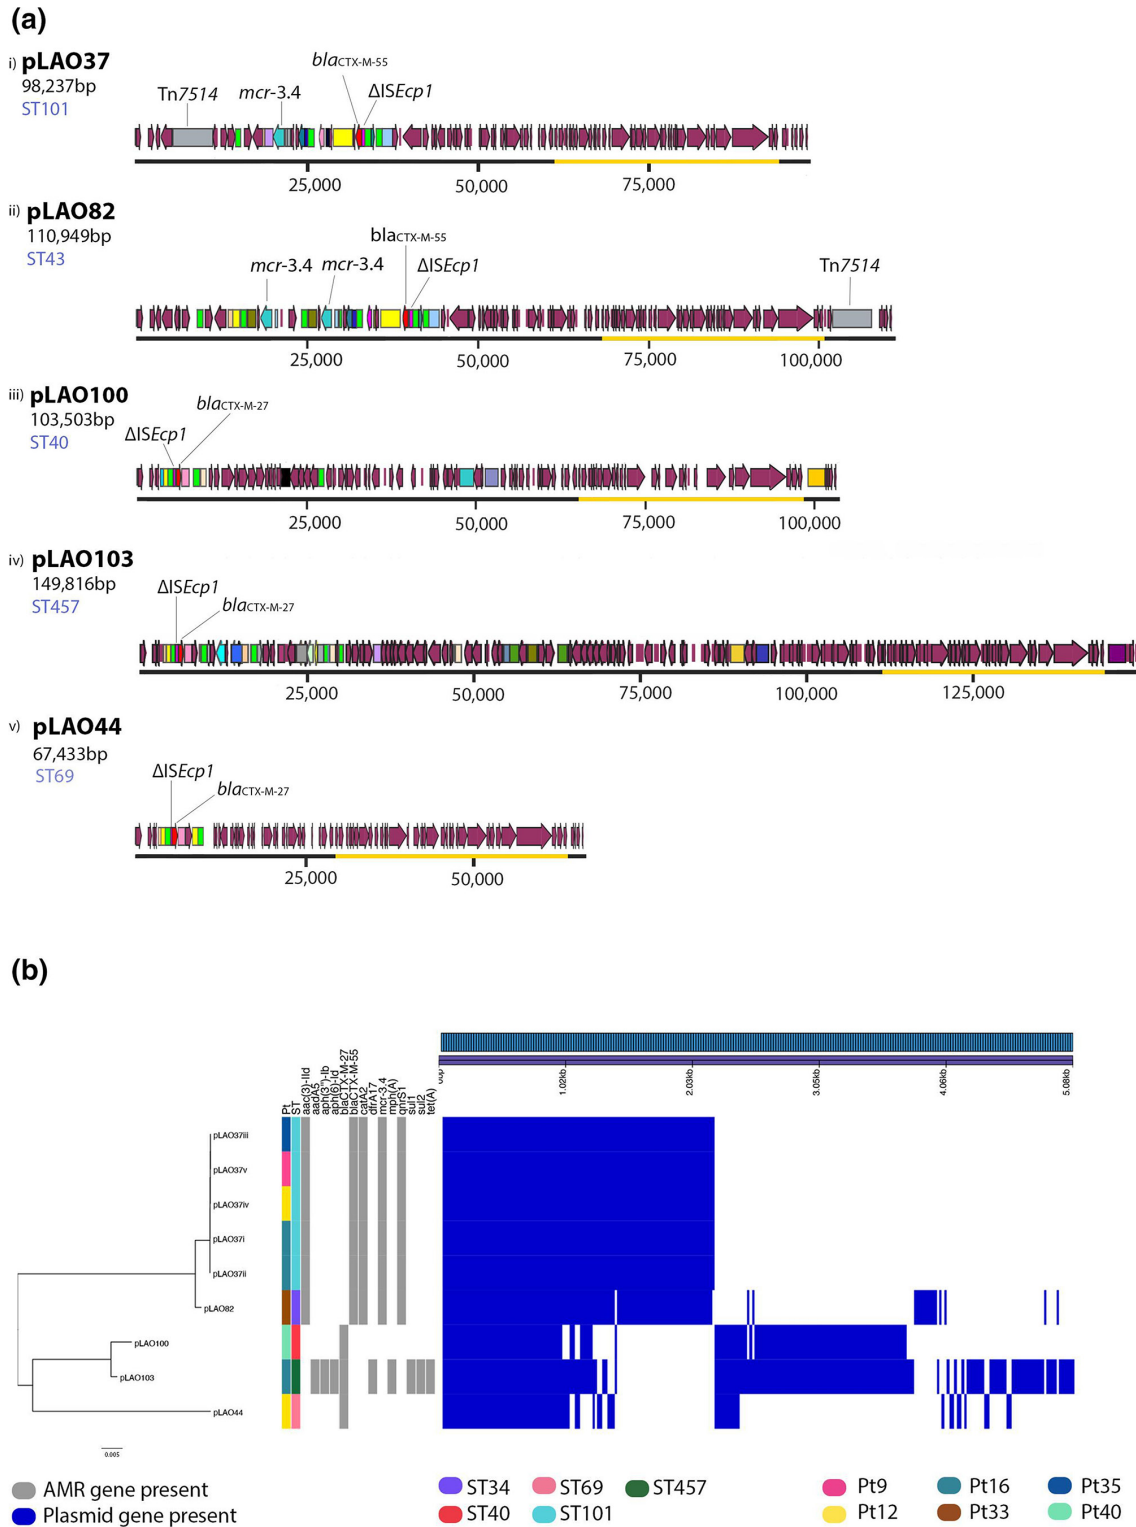 (a)
i) pLAO37
98,237bp
ST101
Tn7514
mcr-3.4
blaCTX-M-55
ΔISEcp1
25,000
50,000
75,000
ii) pLAO82
110,949bp
ST43
mcr-3.4
mcr-3.4
blaCTX-M-55
ΔISEcp1
Tn7514
25,000
50,000
75,000
100,000
iii) pLAO100
103,503bp
ST40
ΔISEcp1
blaCTX-M-27
25,000
50,000
75,000
100,000
iv) pLAO103
149,816bp
ST457
ΔISEcp1
blaCTX-M-27
25,000
50,000
75,000
100,000
125,000
v) pLAO44
67,433bp
ST69
ΔISEcp1
blaCTX-M-27
25,000
50,000
(b)
Pt
ST
aac(3)-IId
aadA5
aph(3")-Ib
aph(6)-Id
blaCTX-M-27
blaCTX-M-55
catA2
dfrA17
mcr-3.4
mph(A)
qnrS1
sul1
sul2
tet(A)
1.02kb
2.03kb
3.05kb
4.06kb
5.08kb
pLAO37iii
pLAO37v
pLAO37iv
pLAO37i
pLAO37ii
pLAO82
pLAO100
pLAO103
pLAO44
0.005
AMR gene present
Plasmid gene present
ST34
ST69
ST457
ST40
ST101
Pt9
Pt16
Pt35
Pt12
Pt33
Pt40